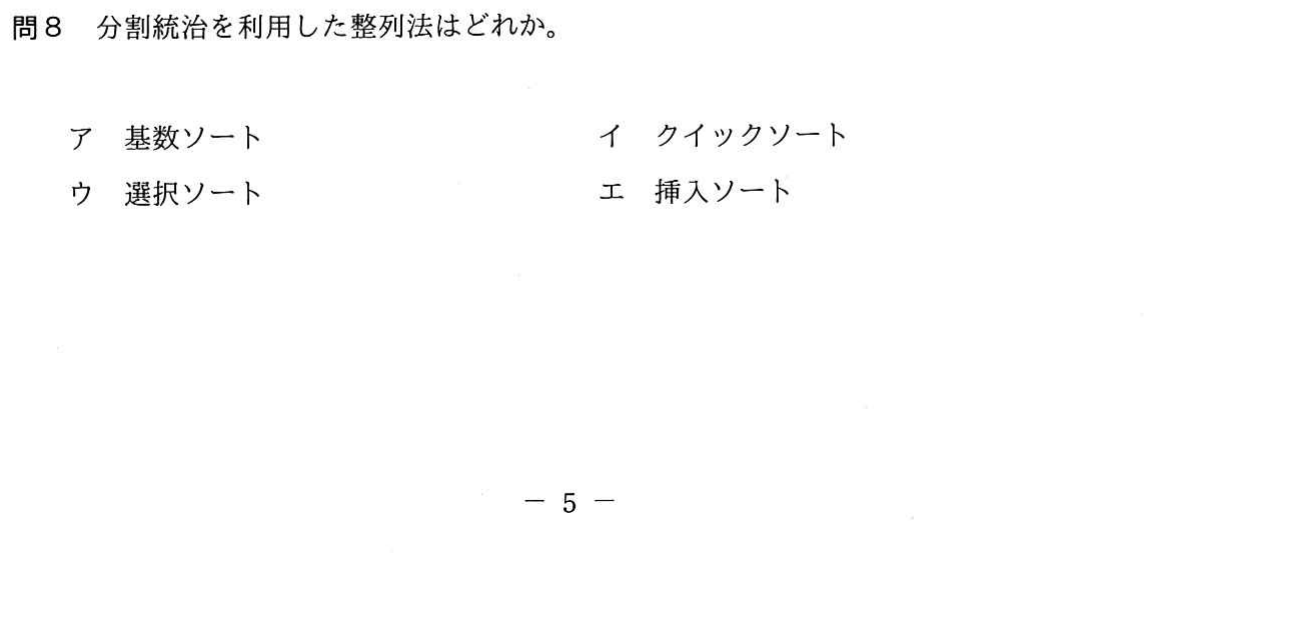 問8 分割統治を利用した整列法はどれか。
ア 基数ソート イ クイックソート
ウ 選択ソート エ 挿入ソート
－ 5 －